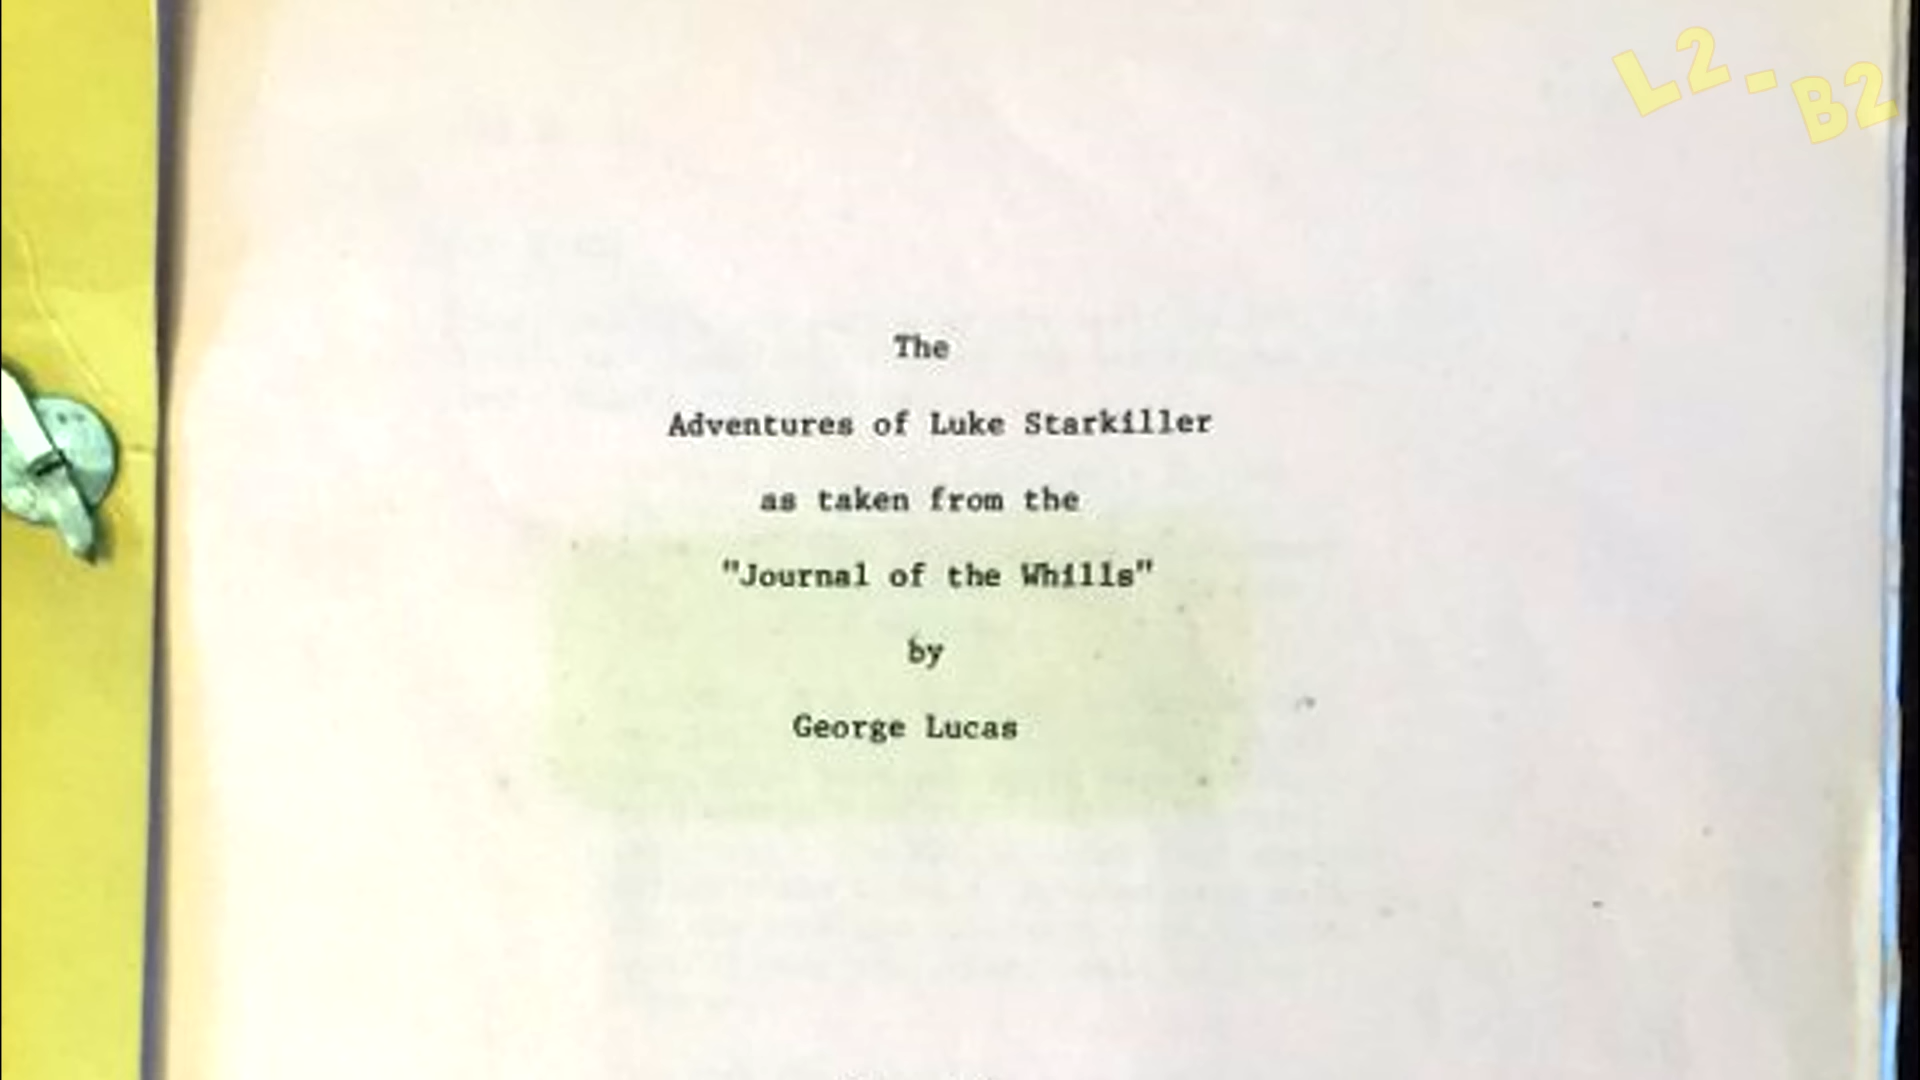 L2-B2
The
Adventures of Luke Starkiller
as taken from the
"Journal of the Whills"
by
George Lucas